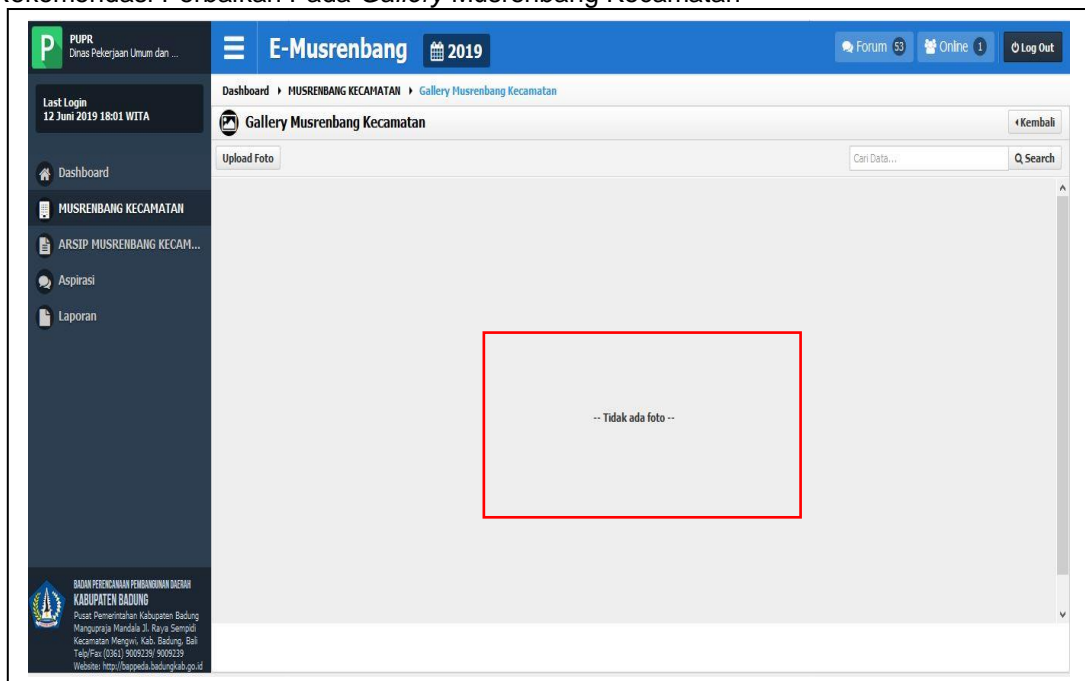 Rekomendasi Perbaikan Pada Gallery Musrenbang Kecamatan
P
PUPR
Dinas Pekerjaan Umum dan ...
E-Musrenbang
2019
Forum 53
Online 1
Log Out
Last Login
12 Juni 2019 18:01 WITA
Dashboard
MUSRENBANG KECAMATAN
ARSIP MUSRENBANG KECAM...
Aspirasi
Laporan
Dashboard MUSRENBANG KECAMATAN Gallery Musrenbang Kecamatan
Gallery Musrenbang Kecamatan
Kembali
Upload Foto
Cari Data...
Search
-- Tidak ada foto --
BADAN PERENCANAAN PEMBANGUNAN DAERAH
KABUPATEN BADUNG
Pusat Pemerintahan Kabupaten Badung
Mangupraja Mandala Jl. Raya Sempidi
Kecamatan Mengwi, Kab. Badung, Bali
Telp/Fax (0361) 9009239/ 9009239
Website: http://bappeda.badungkab.go.id